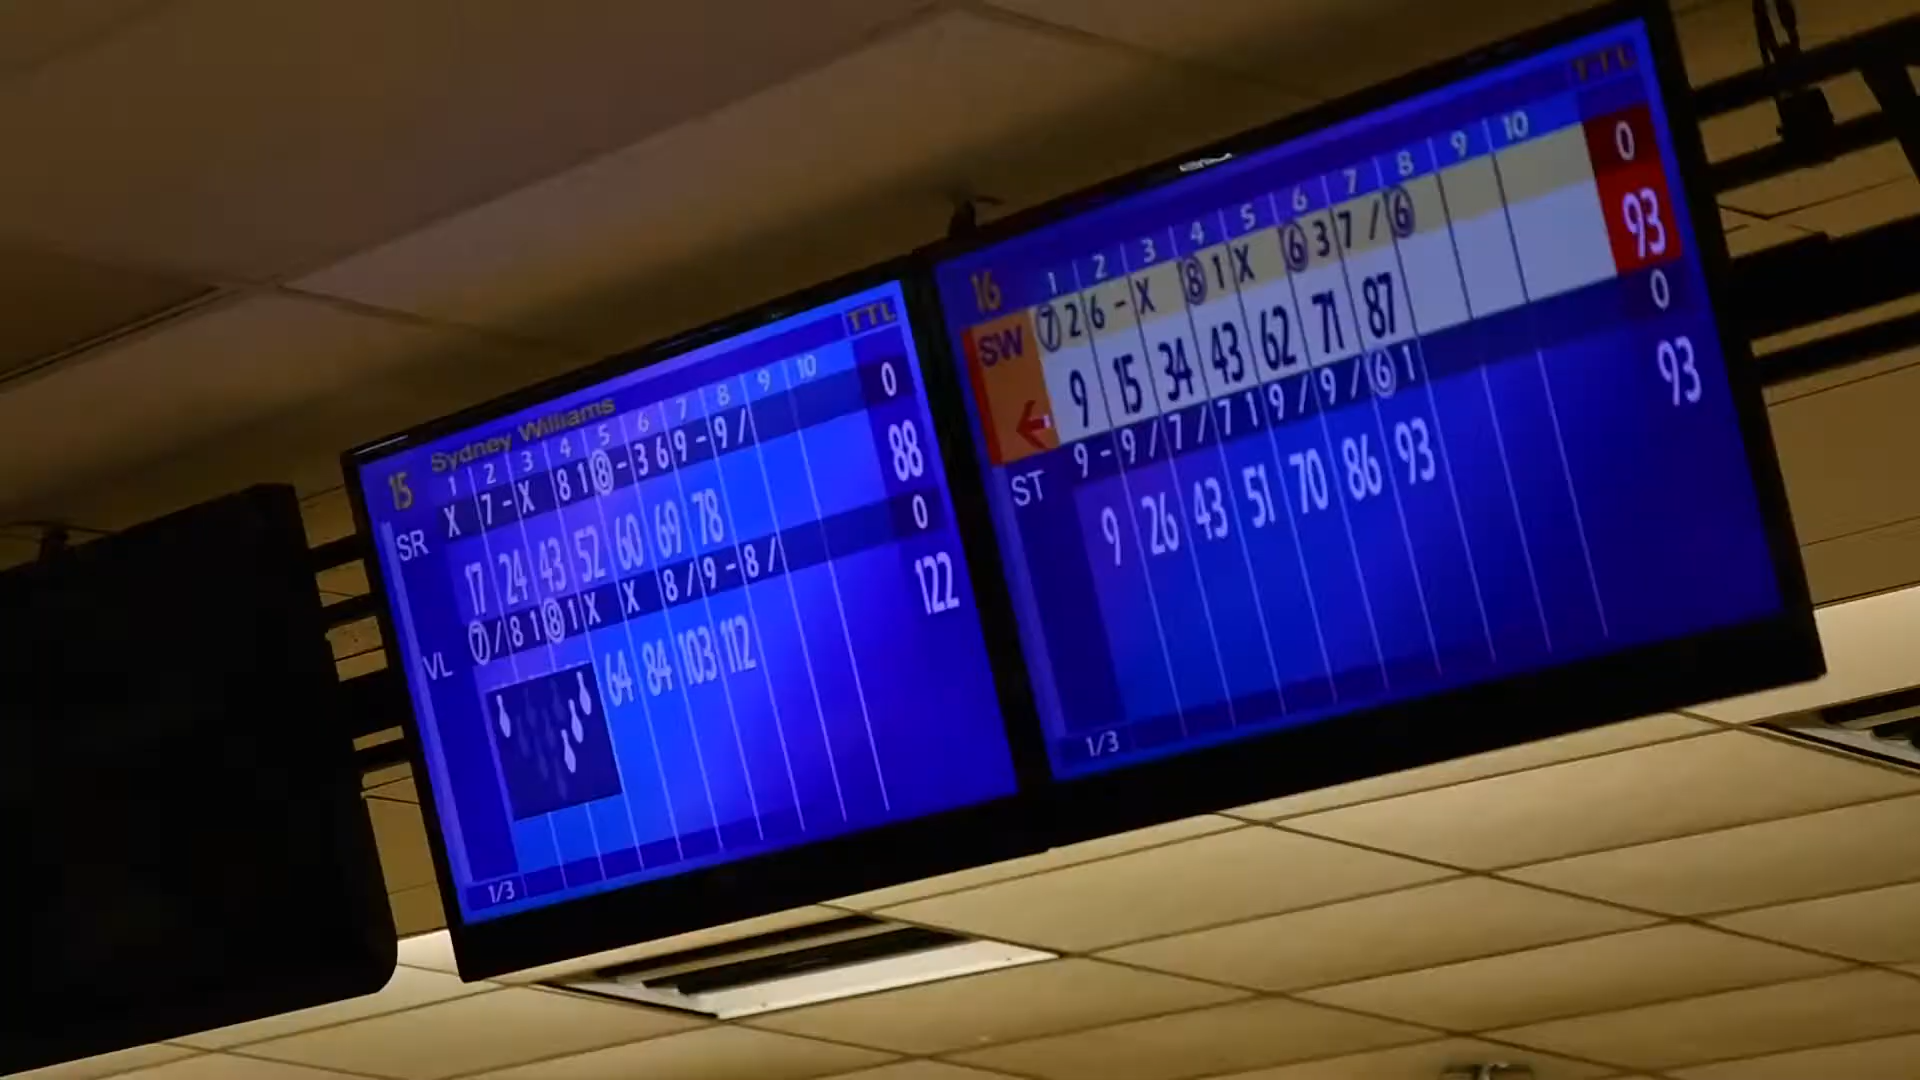 15 Sydney Williams TTL
1 2 3 4 5 6 7 8 9 10
SR X 7 - X 8 1 8 - 3 6 9 - 9 / 0
17 24 43 52 60 69 78 88
VL 7 / 8 1 8 1 X X 8 / 9 - 8 / 0
64 84 103 112 122
1/3
16 TTL
1 2 3 4 5 6 7 8 9 10
SW 7 2 6 - X 8 1 X 6 3 7 / 6 0
9 15 34 43 62 71 87 93
ST 9 - 9 / 7 / 7 1 9 / 9 / 6 1 0
9 26 43 51 70 86 93 93
1/3